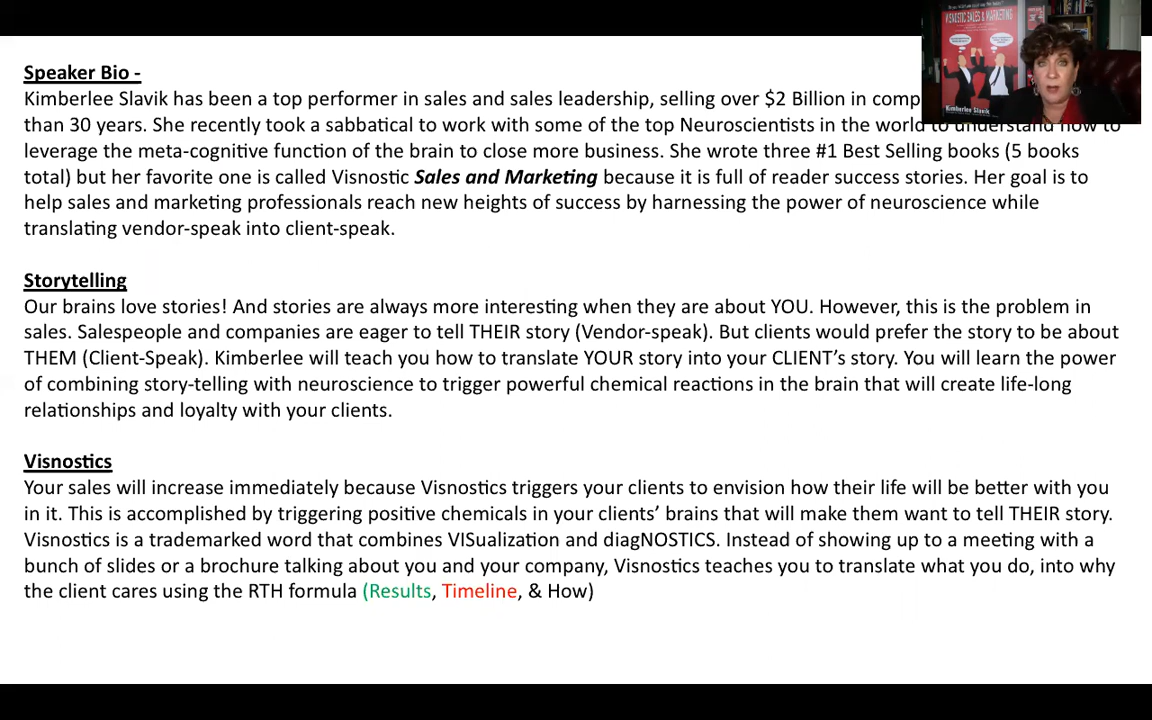 Speaker Bio -
Kimberlee Slavik has been a top performer in sales and sales leadership, selling over $2 Billion in comp
than 30 years. She recently took a sabbatical to work with some of the top Neuroscientists in the world to understand how to
leverage the meta-cognitive function of the brain to close more business. She wrote three #1 Best Selling books (5 books
total) but her favorite one is called Visnostic Sales and Marketing because it is full of reader success stories. Her goal is to
help sales and marketing professionals reach new heights of success by harnessing the power of neuroscience while
translating vendor-speak into client-speak.
Storytelling
Our brains love stories! And stories are always more interesting when they are about YOU. However, this is the problem in
sales. Salespeople and companies are eager to tell THEIR story (Vendor-speak). But clients would prefer the story to be about
THEM (Client-Speak). Kimberlee will teach you how to translate YOUR story into your CLIENT’s story. You will learn the power
of combining story-telling with neuroscience to trigger powerful chemical reactions in the brain that will create life-long
relationships and loyalty with your clients.
Visnostics
Your sales will increase immediately because Visnostics triggers your clients to envision how their life will be better with you
in it. This is accomplished by triggering positive chemicals in your clients’ brains that will make them want to tell THEIR story.
Visnostics is a trademarked word that combines VISualization and diagNOSTICS. Instead of showing up to a meeting with a
bunch of slides or a brochure talking about you and your company, Visnostics teaches you to translate what you do, into why
the client cares using the RTH formula (Results, Timeline, & How)
VISNOSTIC SALES & MARKETING
Kimberlee Slavik